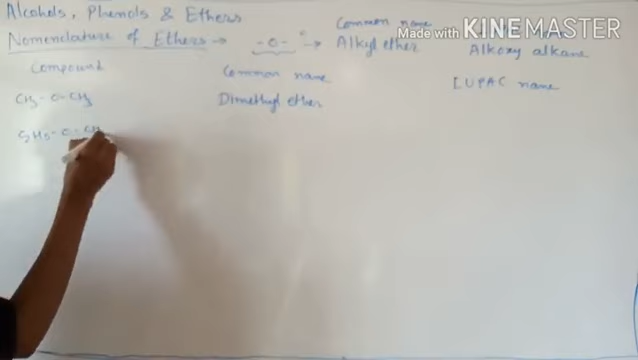 Alcohols, Phenols & Ethers
Nomenclature of Ethers → -O- → Common name Alkyl ether
Alkoxy alkane
Made with KINEMASTER
Compound Common name IUPAC name
CH3-O-CH3 Dimethyl ether
C2H5-O-CH